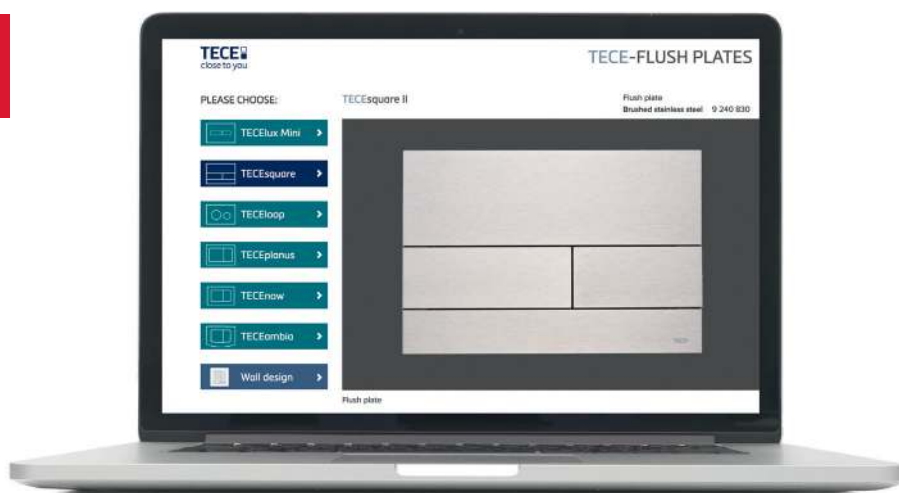 TECE
close to you
TECE-FLUSH PLATES
PLEASE CHOOSE:
TECEsquare II
Flush plate
Brushed stainless steel 9 240 830
TECElux Mini
TECEsquare
TECEloop
TECEplanus
TECEnow
TECEambia
Wall design
TECE
Flush plate